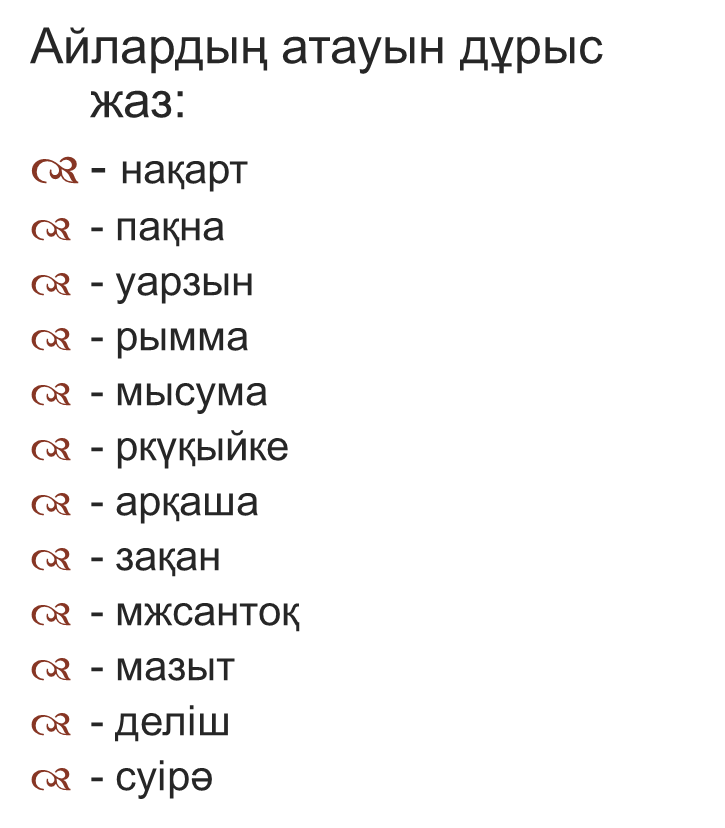 Айлардың атауын дұрыс
жаз:
- нақарт
- пақна
- уарзын
- рымма
- мысума
- ркүқыйке
- арқаша
- зақан
- мжсантоқ
- мазыт
- деліш
- суірә